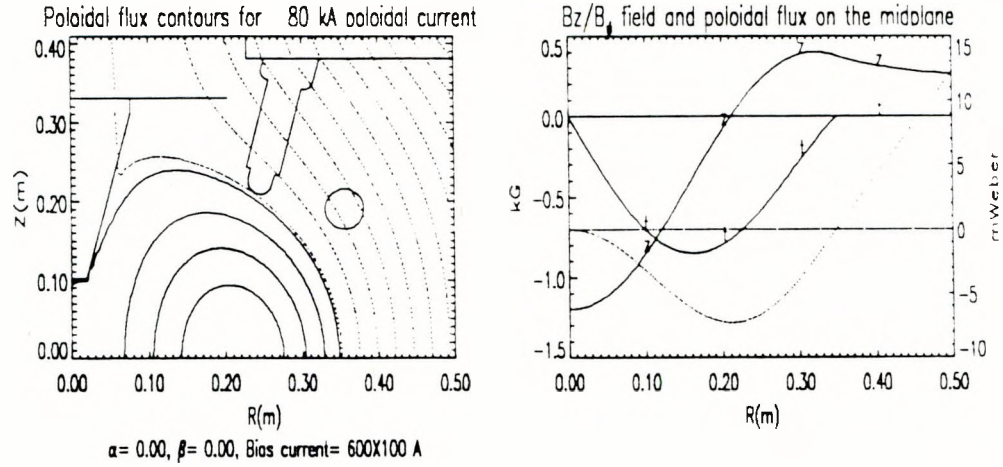 Poloidal flux contours for 80 kA poloidal current
0.40
0.30
0.20
0.10
0.00
Z(m)
0.00 0.10 0.20 0.30 0.40 0.50
R(m)
α= 0.00, β= 0.00, Bias current= 600X100 A
Bz/Bϕ field and poloidal flux on the midplane
0.5
0.0
-0.5
-1.0
-1.5
kG
15
10
5
0
-5
-10
mWeber
0.00 0.10 0.20 0.30 0.40 0.50
R(m)